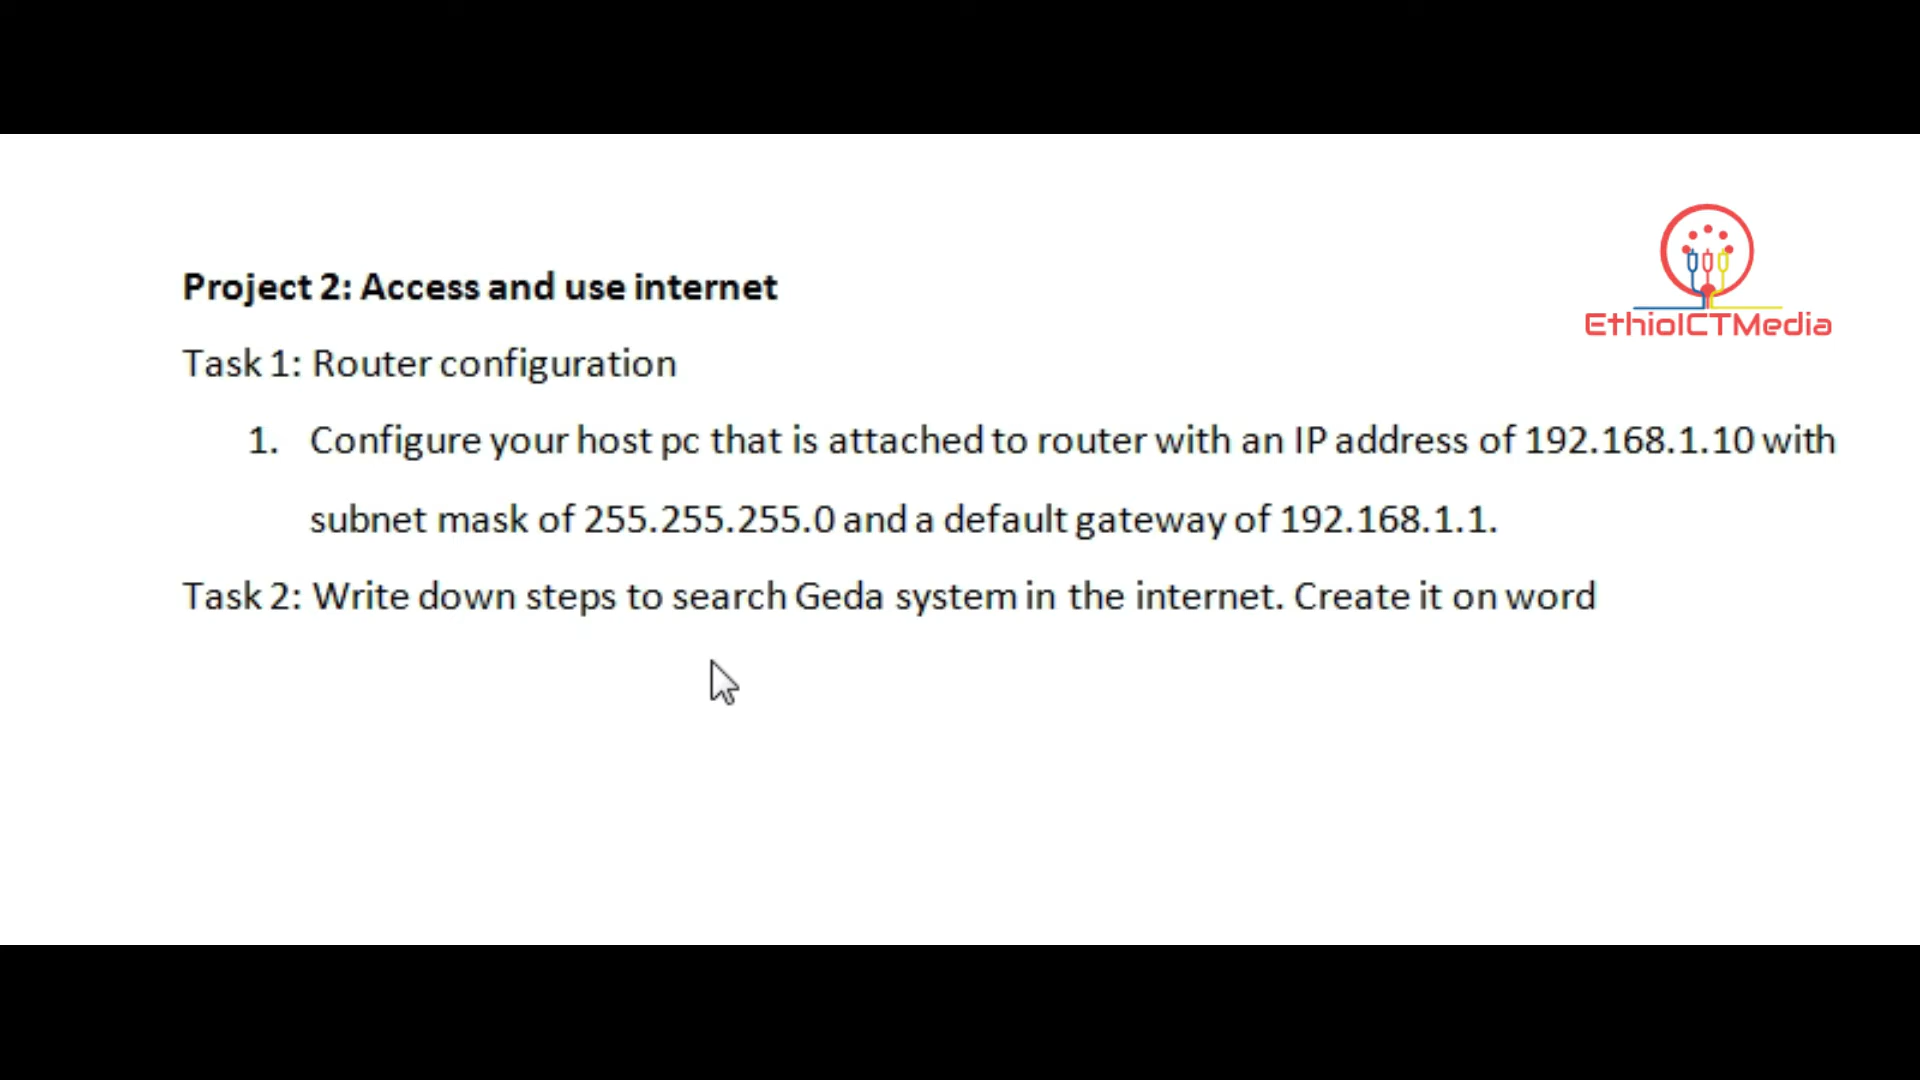 EthioICTMedia
Project 2: Access and use internet
Task 1: Router configuration
1. Configure your host pc that is attached to router with an IP address of 192.168.1.10 with
subnet mask of 255.255.255.0 and a default gateway of 192.168.1.1.
Task 2: Write down steps to search Geda system in the internet. Create it on word